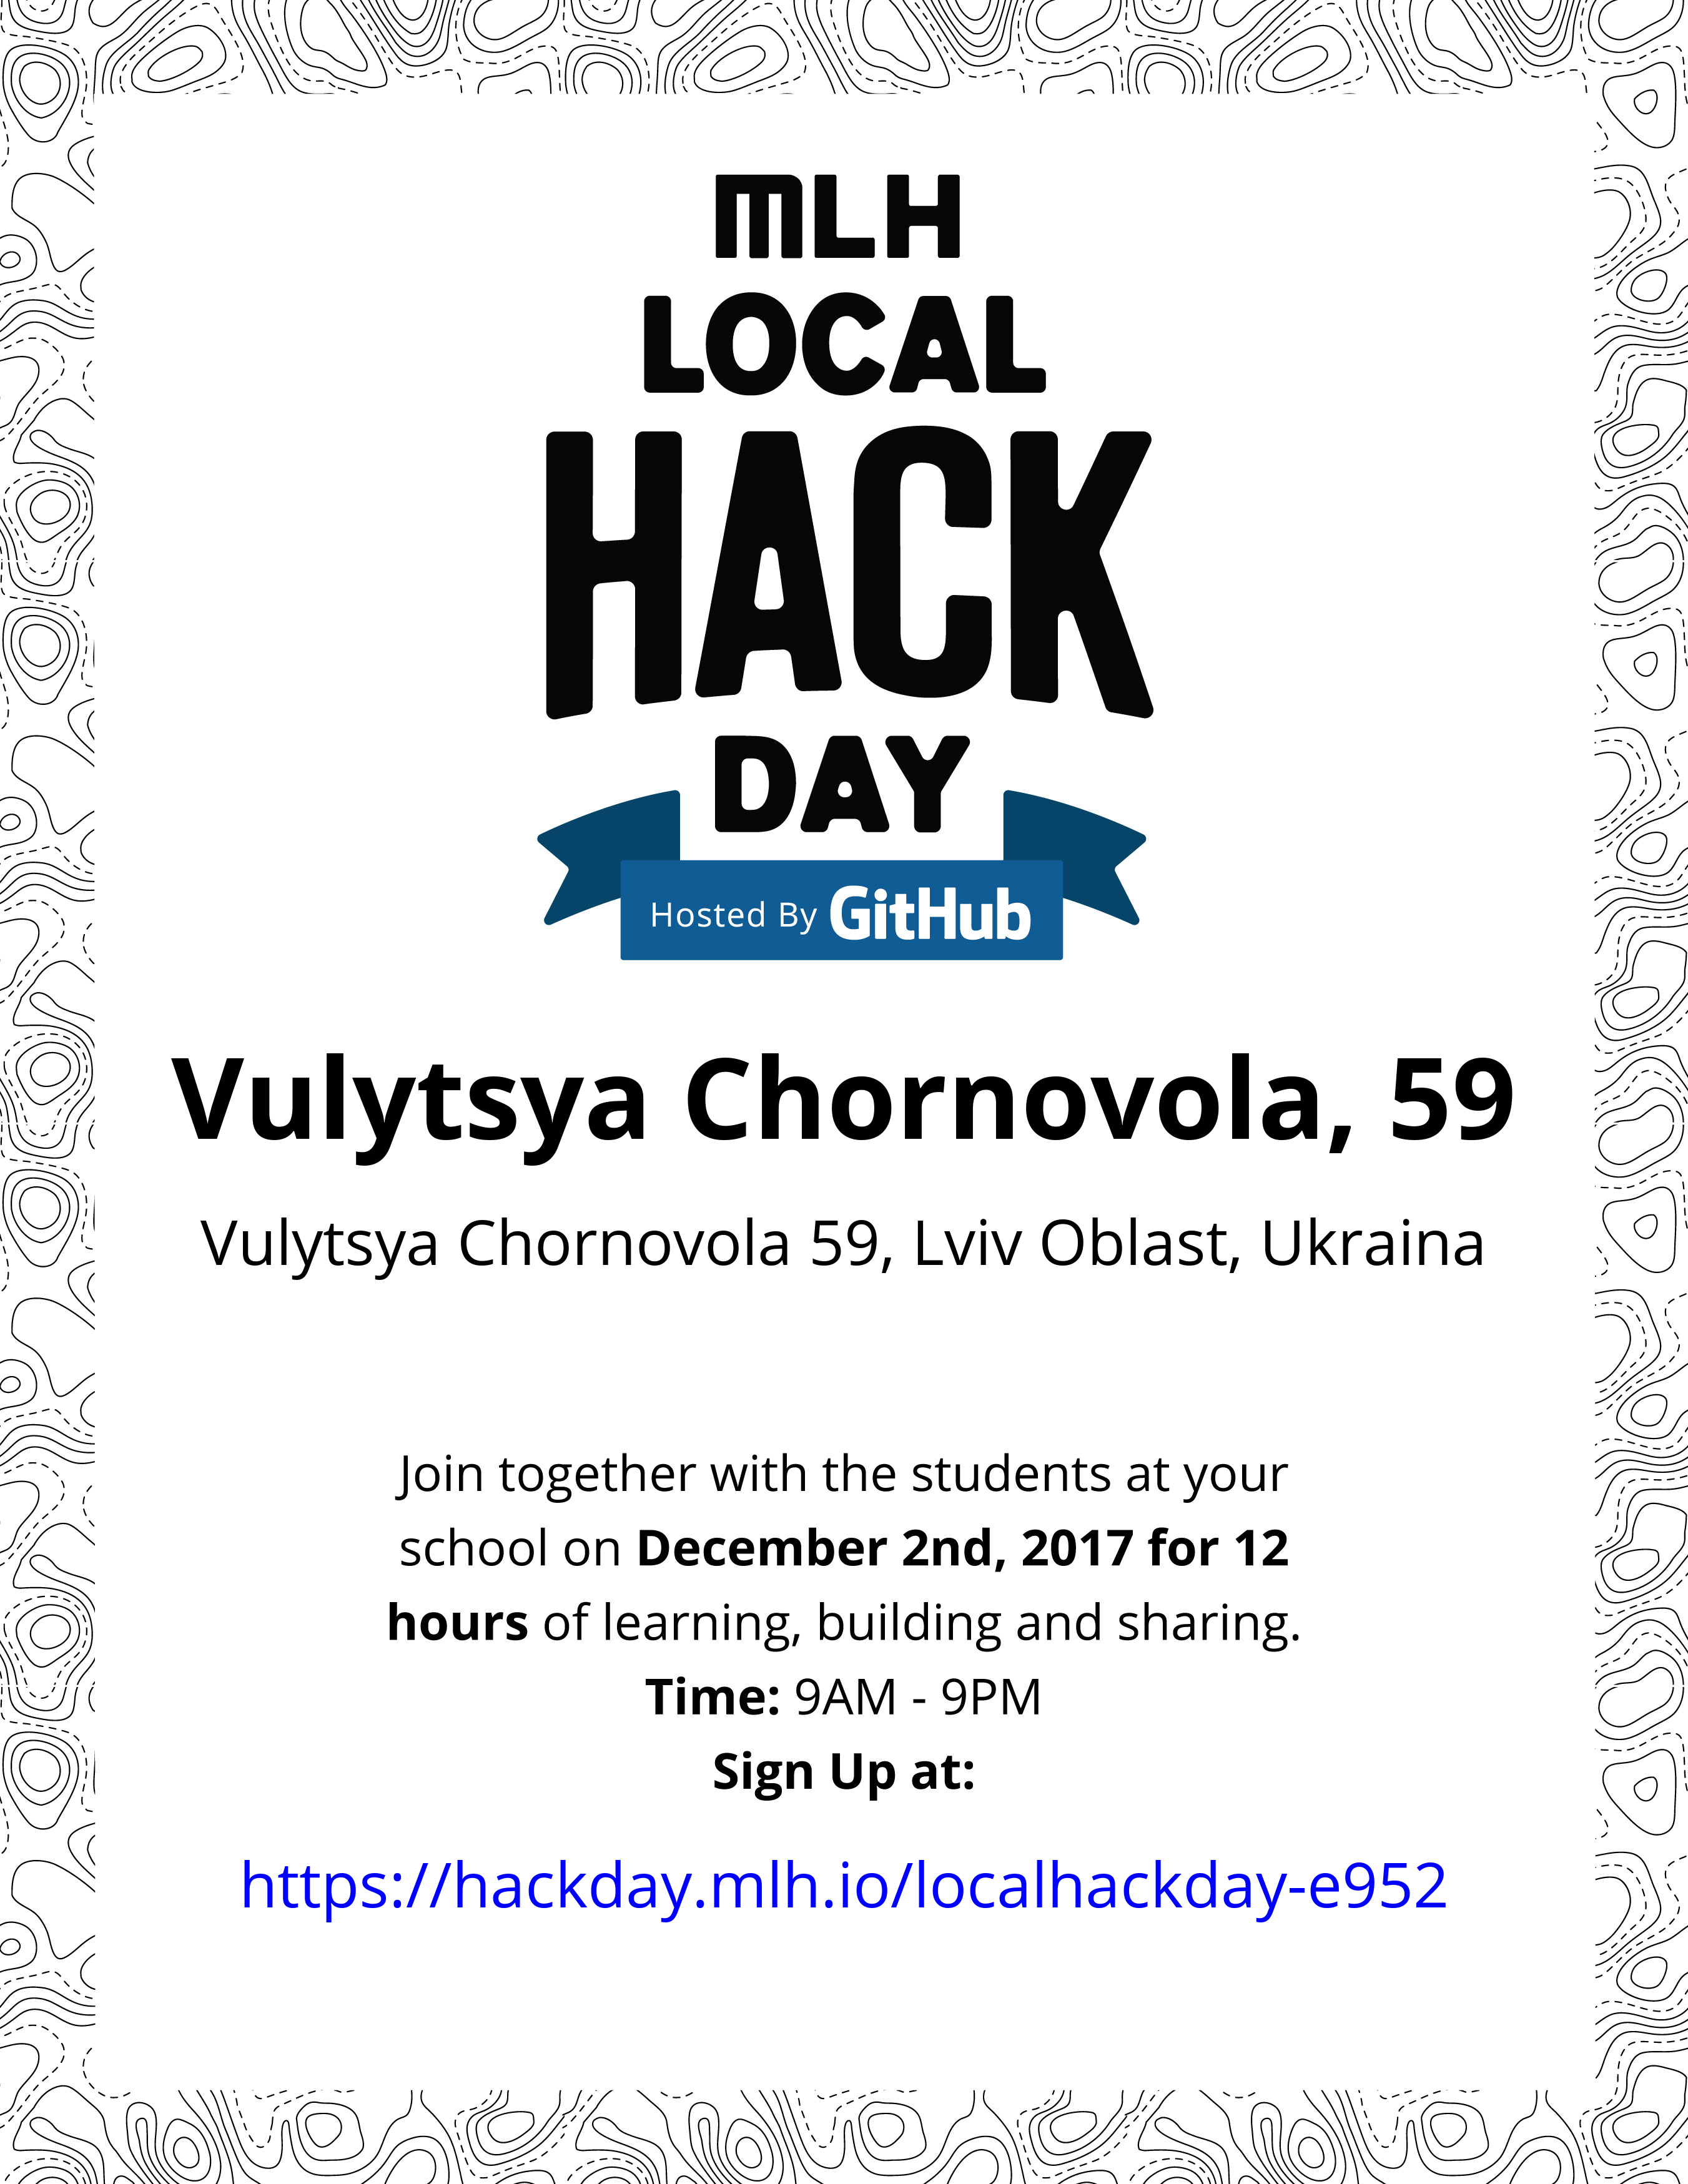 MLH
LOCAL
HACK
DAY
Hosted By GitHub
Vulytsya Chornovola, 59
Vulytsya Chornovola 59, Lviv Oblast, Ukraina
Join together with the students at your
school on December 2nd, 2017 for 12
hours of learning, building and sharing.
Time: 9AM - 9PM
Sign Up at:
https://hackday.mlh.io/localhackday-e952